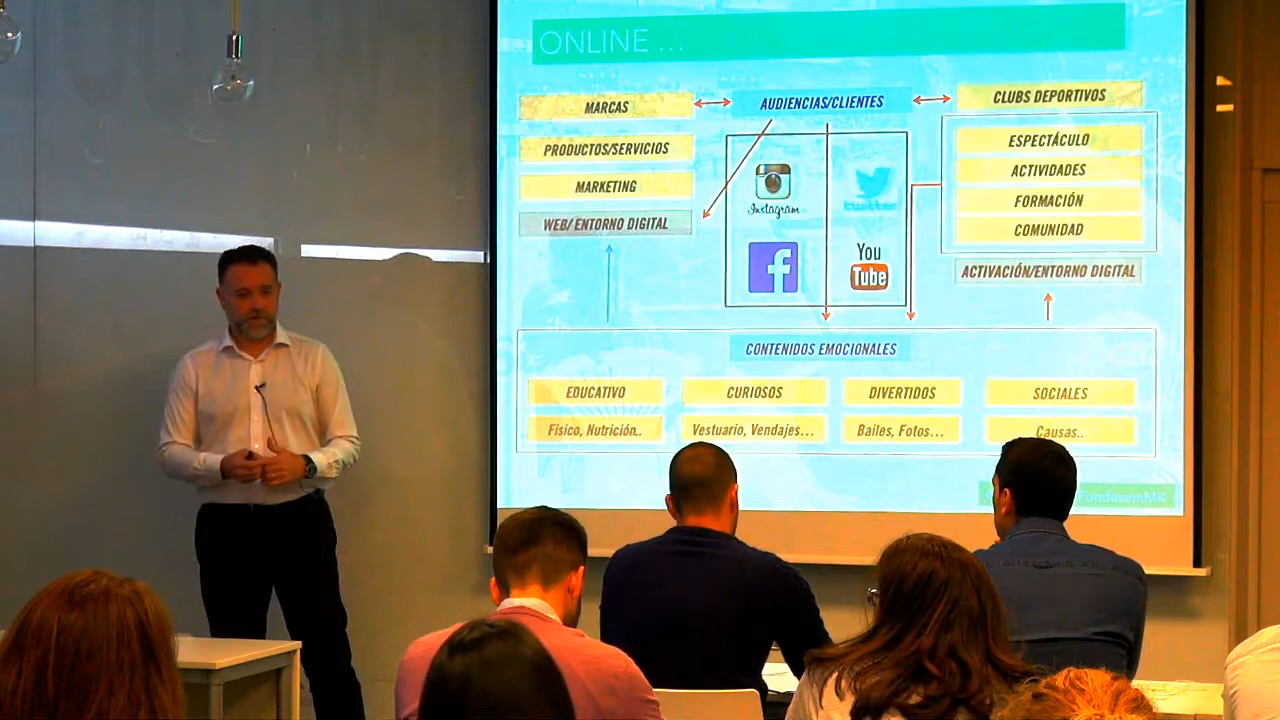 ONLINE ...
MARCAS
AUDIENCIAS/CLIENTES
CLUBS DEPORTIVOS
PRODUCTOS/SERVICIOS
MARKETING
WEB/ ENTORNO DIGITAL
Instagram
twitter
f
You
Tube
ESPECTÁCULO
ACTIVIDADES
FORMACIÓN
COMUNIDAD
ACTIVACIÓN/ENTORNO DIGITAL
CONTENIDOS EMOCIONALES
EDUCATIVO
CURIOSOS
DIVERTIDOS
SOCIALES
Físico, Nutrición..
Vestuario, Vendajes...
Bailes, Fotos...
Causas..
FundesemMK